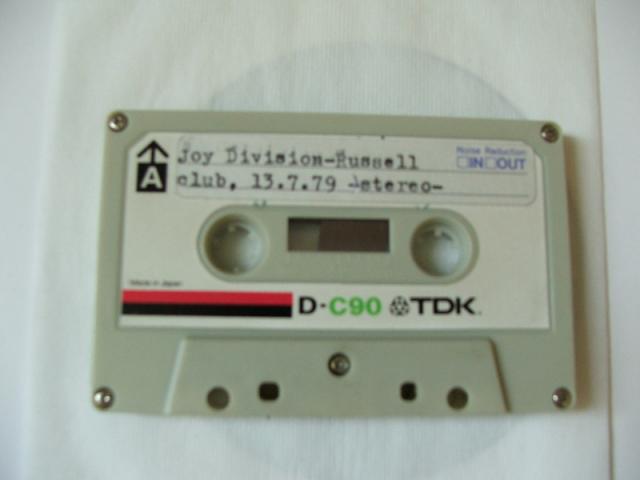 Joy Division-Russell
club, 13.7.79 -stereo-
Noise Reduction
IN OUT
A
Made in Japan
D·C90 TDK